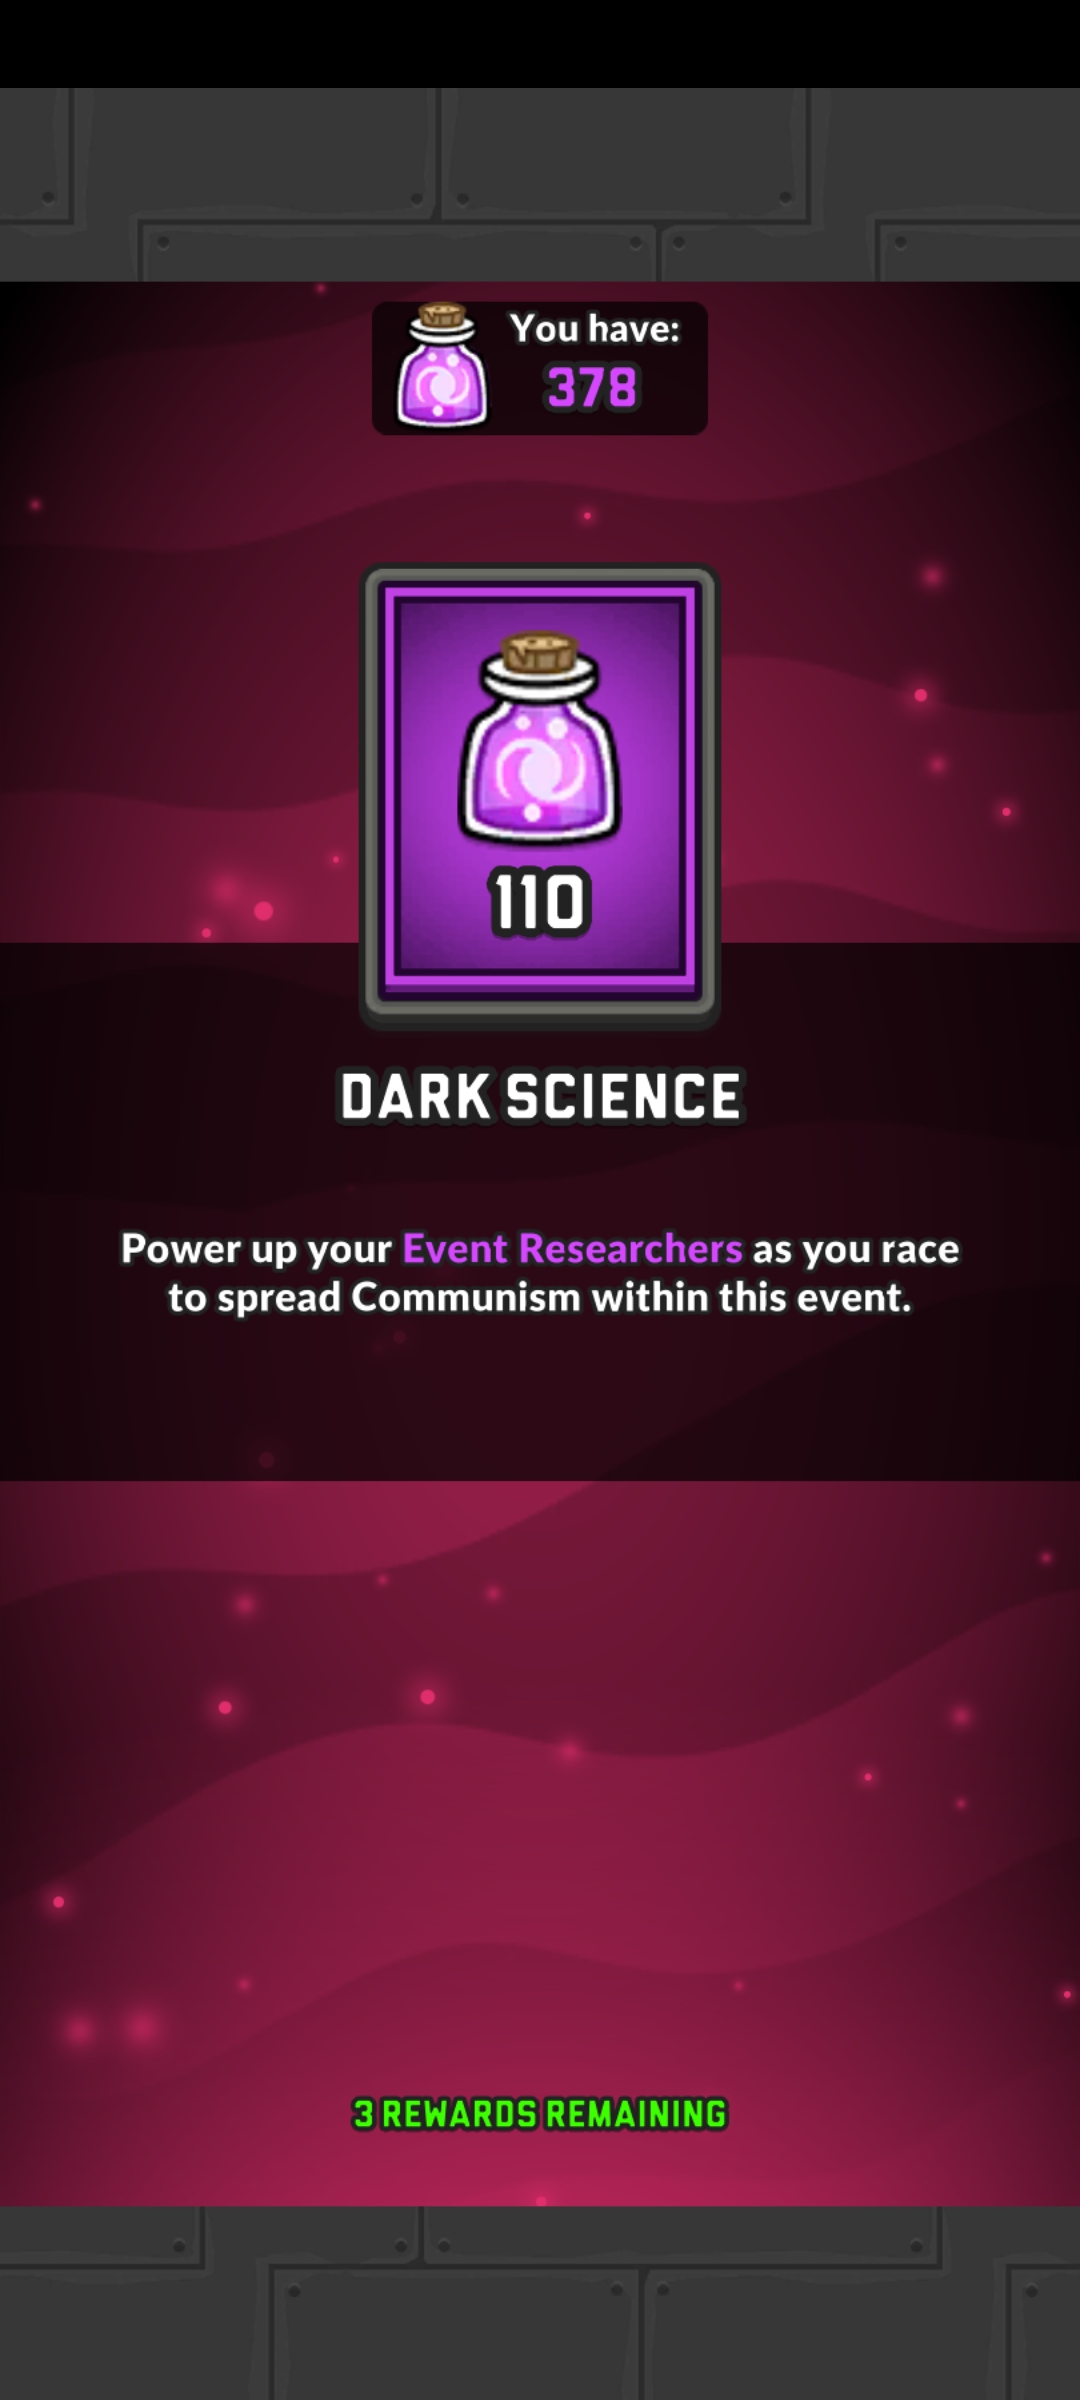 You have:
378
110
DARK SCIENCE
Power up your Event Researchers as you race
to spread Communism within this event.
3 REWARDS REMAINING